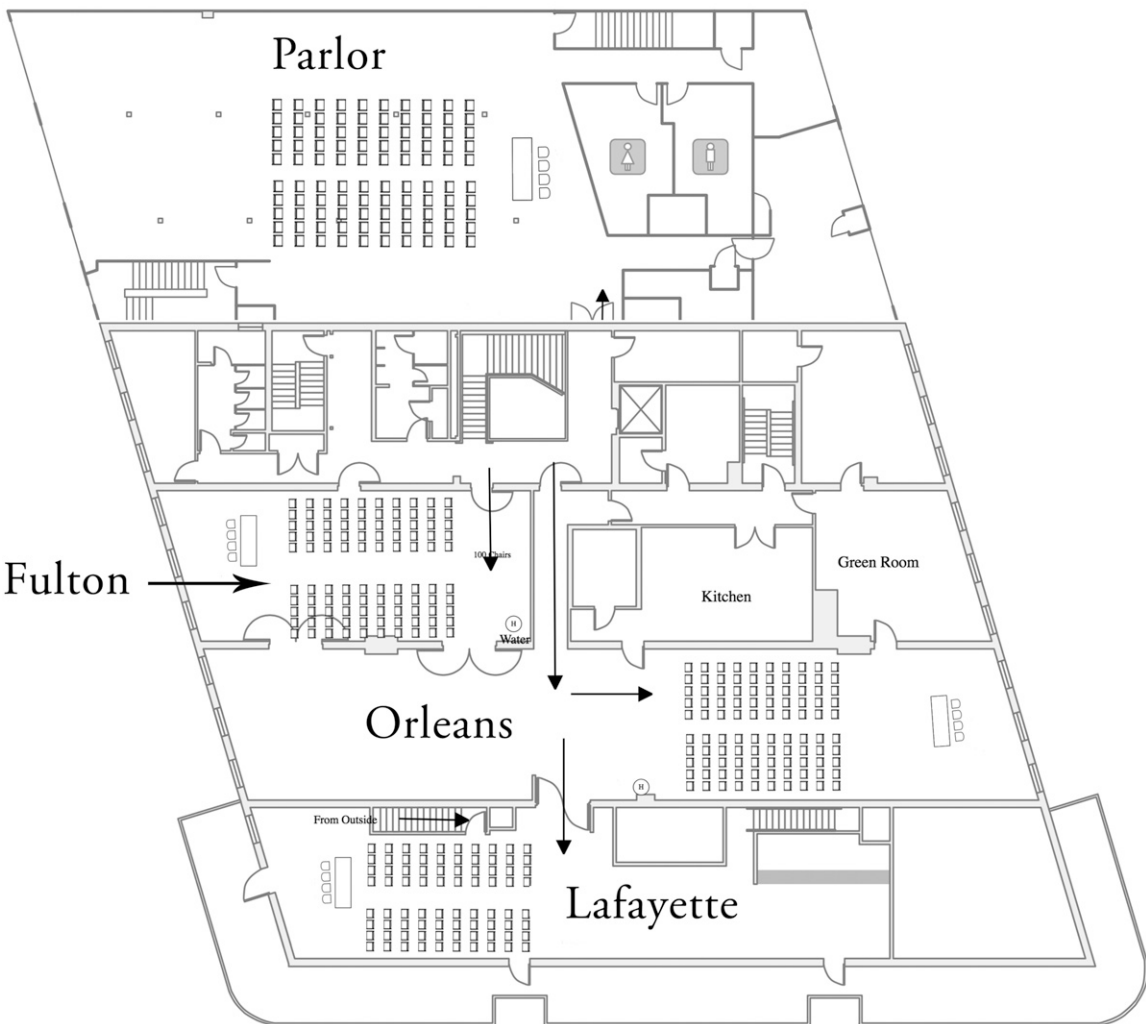 Parlor
100 Chairs
Green Room
Fulton
Kitchen
H
Water
Orleans
H
From Outside
Lafayette